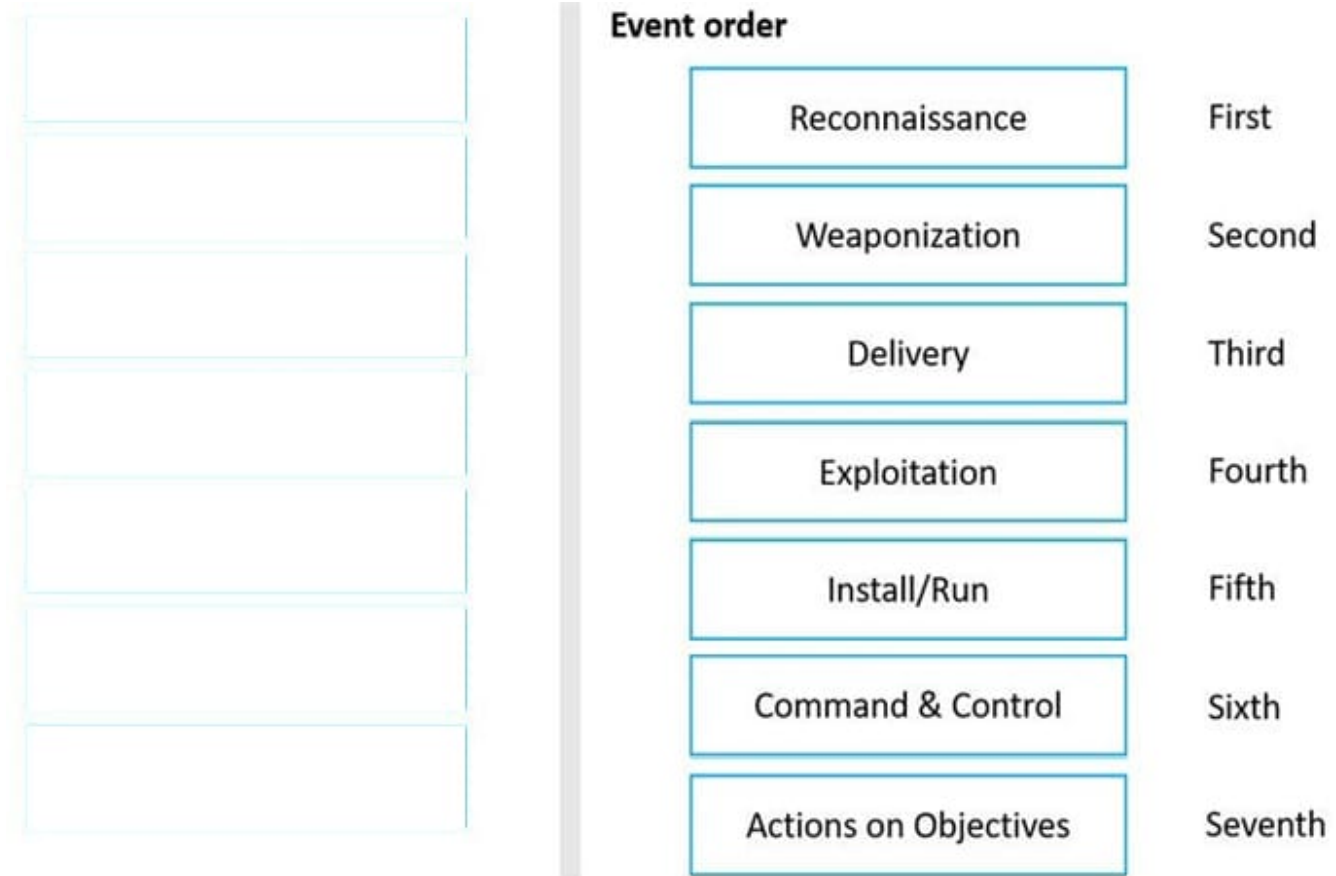 Event order
Reconnaissance First
Weaponization Second
Delivery Third
Exploitation Fourth
Install/Run Fifth
Command & Control Sixth
Actions on Objectives Seventh